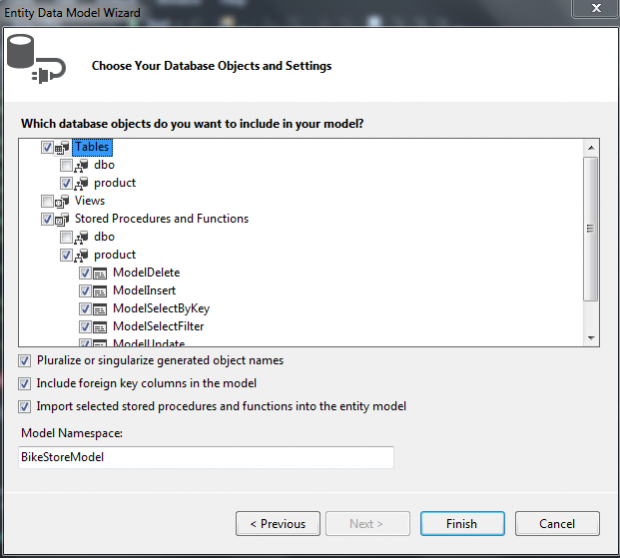 Entity Data Model Wizard
x
Choose Your Database Objects and Settings
Which database objects do you want to include in your model?
Tables
dbo
product
Views
Stored Procedures and Functions
dbo
product
ModelDelete
ModelInsert
ModelSelectByKey
ModelSelectFilter
ModelUpdate
Pluralize or singularize generated object names
Include foreign key columns in the model
Import selected stored procedures and functions into the entity model
Model Namespace:
BikeStoreModel
< Previous Next > Finish Cancel